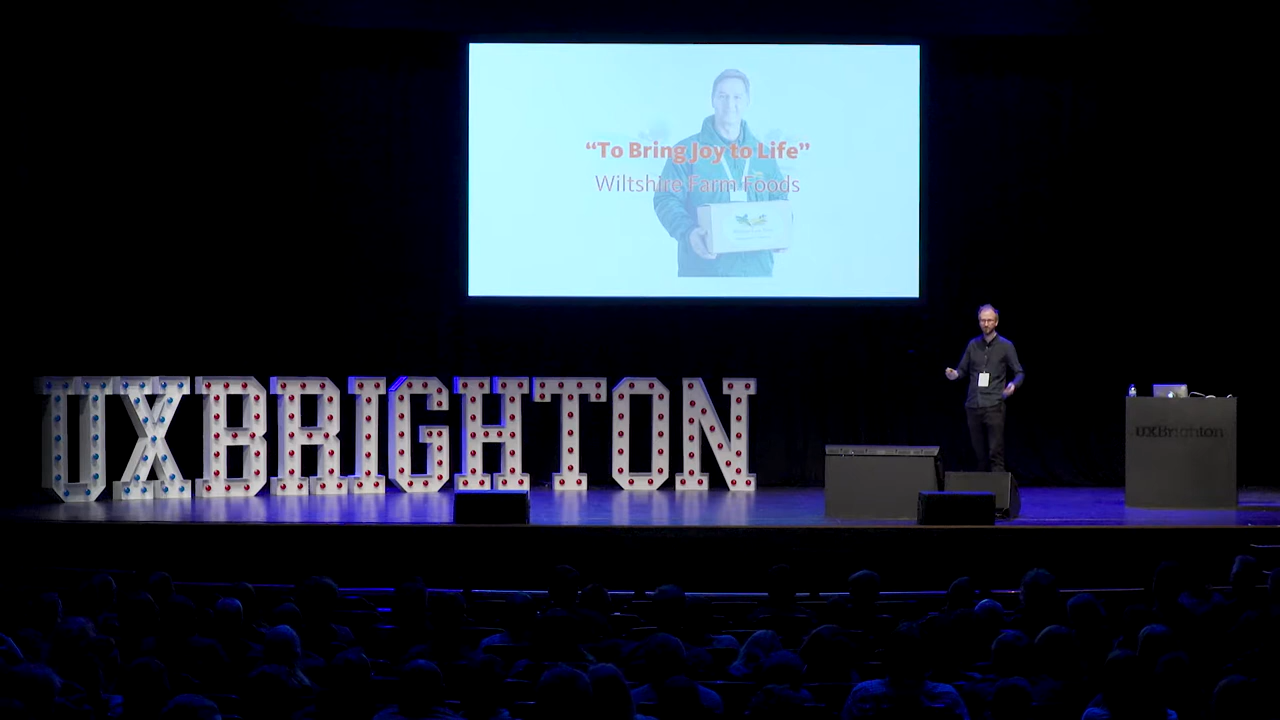 “To Bring Joy to Life”
Wiltshire Farm Foods
UXBRIGHTON
UXBrighton